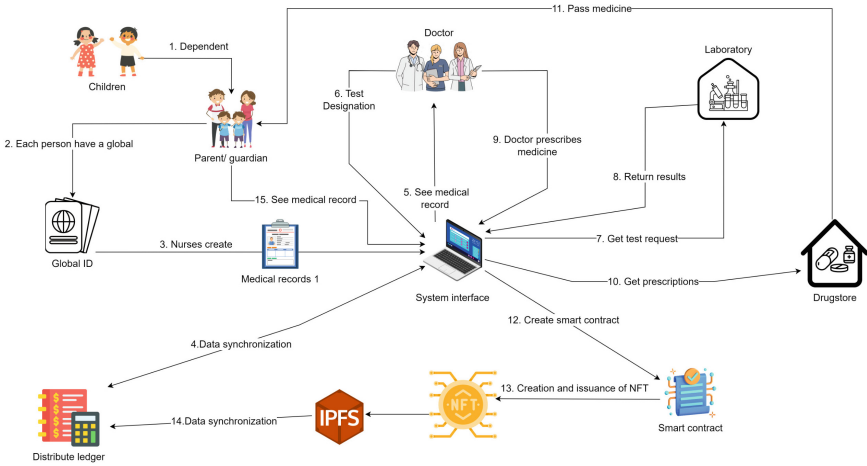 11. Pass medicine
Doctor
Laboratory
1. Dependent
Children
6. Test
Designation
2. Each person have a global
Parent/ guardian
9. Doctor prescribes
medicine
8. Return results
15. See medical record
5. See medical
record
3. Nurses create
7. Get test request
Global ID
Medical records 1
System interface
10. Get prescriptions
Drugstore
12. Create smart contract
4.Data synchronization
13. Creation and issuance of NFT
NFT
IPFS
14.Data synchronization
Smart contract
Distribute ledger